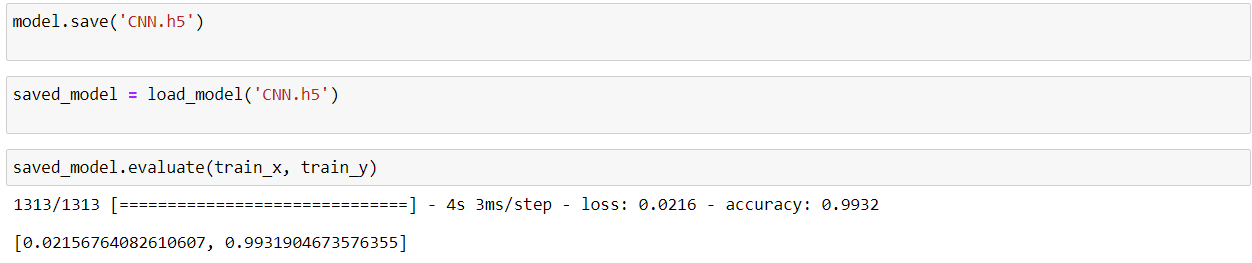 model.save('CNN.h5')
saved_model = load_model('CNN.h5')
saved_model.evaluate(train_x, train_y)
1313/1313 [==============================] - 4s 3ms/step - loss: 0.0216 - accuracy: 0.9932
[0.02156764082610607, 0.9931904673576355]